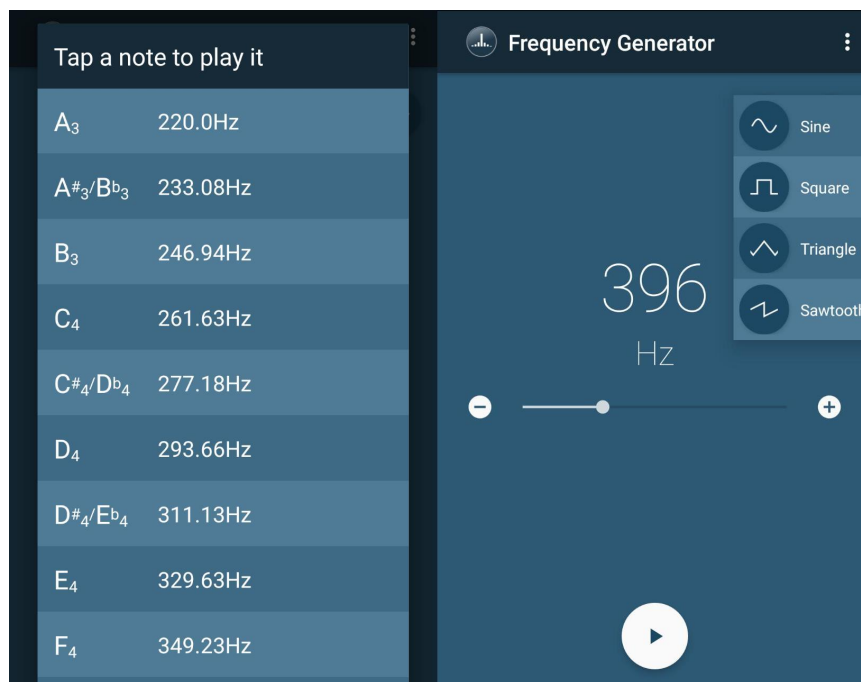 Tap a note to play it
A3 220.0Hz
A#3/Bb3 233.08Hz
B3 246.94Hz
C4 261.63Hz
C#4/Db4 277.18Hz
D4 293.66Hz
D#4/Eb4 311.13Hz
E4 329.63Hz
F4 349.23Hz
Frequency Generator
Sine
Square
Triangle
Sawtooth
396
Hz